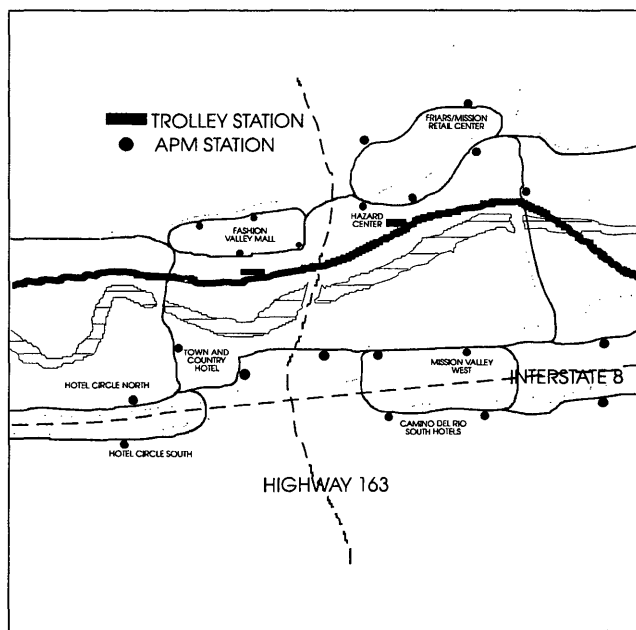 FRIARS/MISSION
RETAIL CENTER
TROLLEY STATION
APM STATION
HAZARD
CENTER
FASHION
VALLEY MALL
TOWN AND
COUNTRY
HOTEL
MISSION VALLEY
WEST
INTERSTATE 8
HOTEL CIRCLE NORTH
CAMINO DEL RIO
SOUTH HOTELS
HOTEL CIRCLE SOUTH
HIGHWAY 163